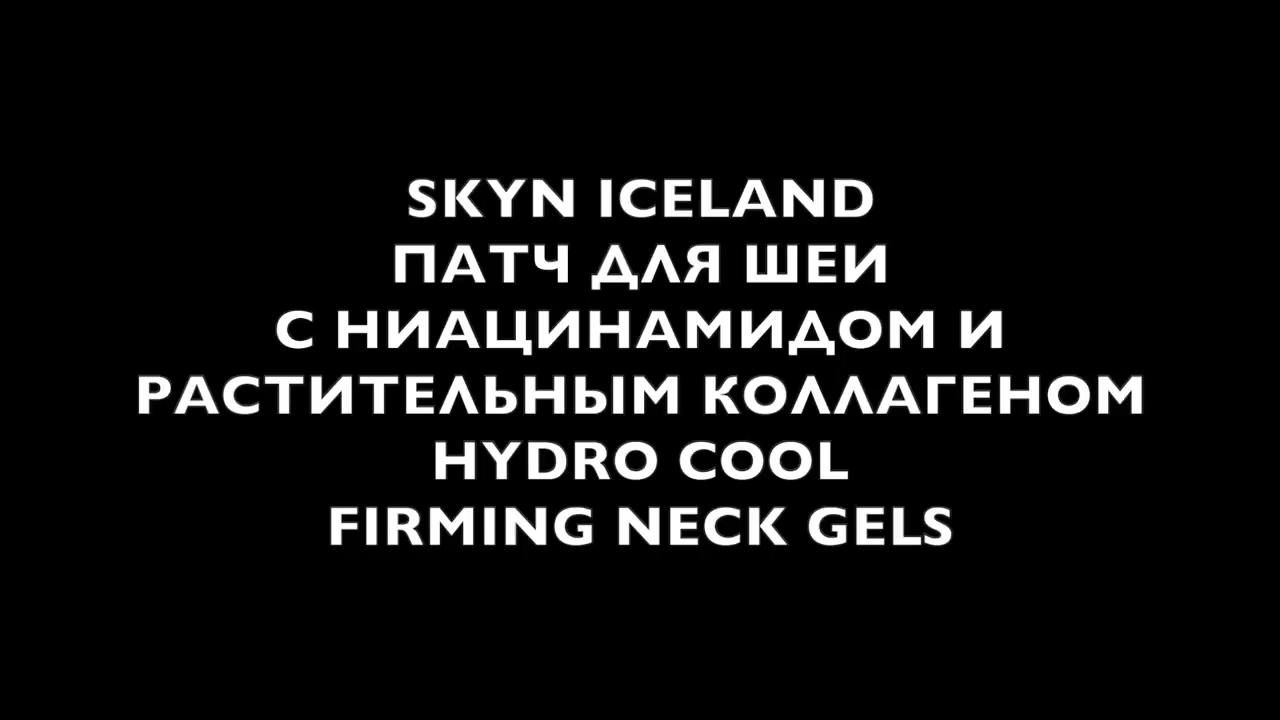 SKYN ICELAND
ПАТЧ ДЛЯ ШЕИ
С НИАЦИНАМИДОМ И
РАСТИТЕЛЬНЫМ КОЛЛАГЕНОМ
HYDRO COOL
FIRMING NECK GELS